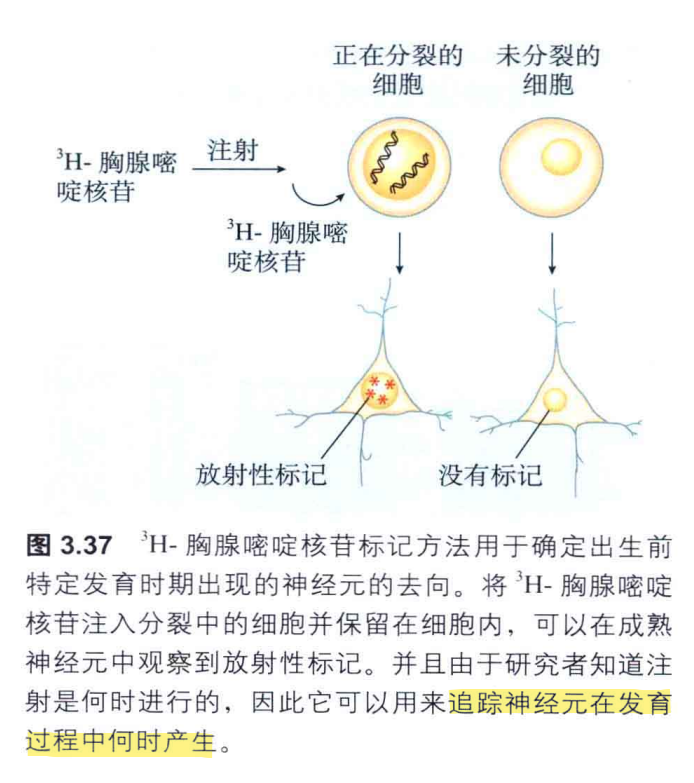 正在分裂的
细胞
未分裂的
细胞
³H- 胸腺嘧
啶核苷
注射
³H- 胸腺嘧
啶核苷
放射性标记
没有标记
图 3.37 ³H- 胸腺嘧啶核苷标记方法用于确定出生前
特定发育时期出现的神经元的去向。将 ³H- 胸腺嘧啶
核苷注入分裂中的细胞并保留在细胞内，可以在成熟
神经元中观察到放射性标记。并且由于研究者知道注
射是何时进行的，因此它可以用来追踪神经元在发育
过程中何时产生。